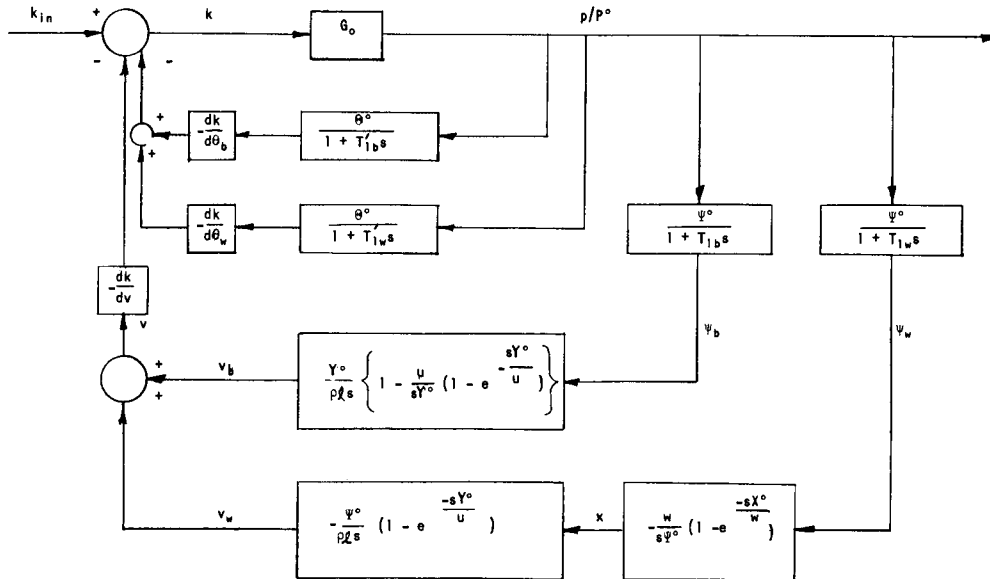 k_in + k G_o p/P°
- -
+ -dk/dθ_b θ°/(1 + T'_1b s)
+
-dk/dθ_w θ°/(1 + T'_1w s)
Ψ°/(1 + T_1b s) Ψ°/(1 + T_1w s)
-dk/dv
v Ψ_b Ψ_w
+ v_b Y°/(ρℓs) { 1 - u/(sY°) (1 - e^(-sY°/u)) }
+
v_w -Ψ°/(ρℓs) (1 - e^(-sY°/u)) x -w/(sΨ°) (1 - e^(-sX°/w))